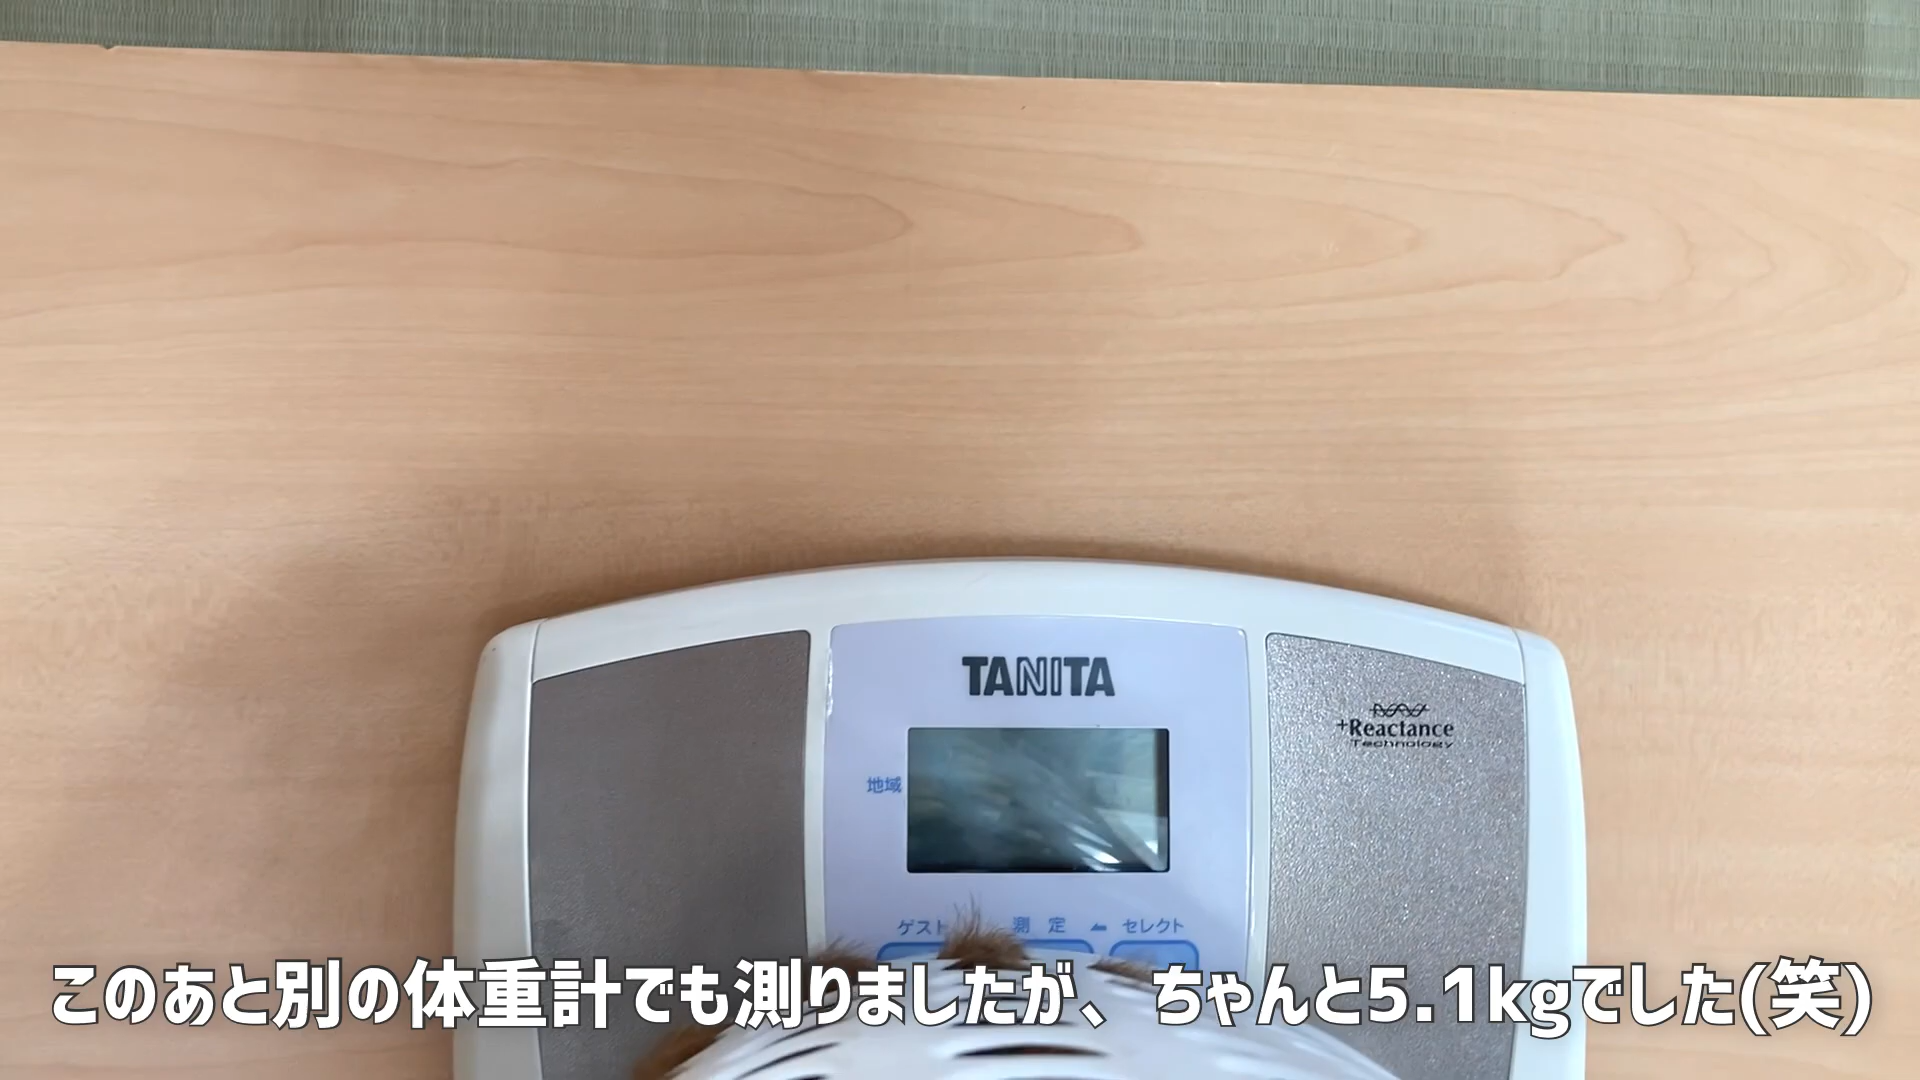 TANITA
+Reactance
Technology
地域
ゲスト 測定 セレクト
このあと別の体重計でも測りましたが、ちゃんと5.1kgでした(笑)